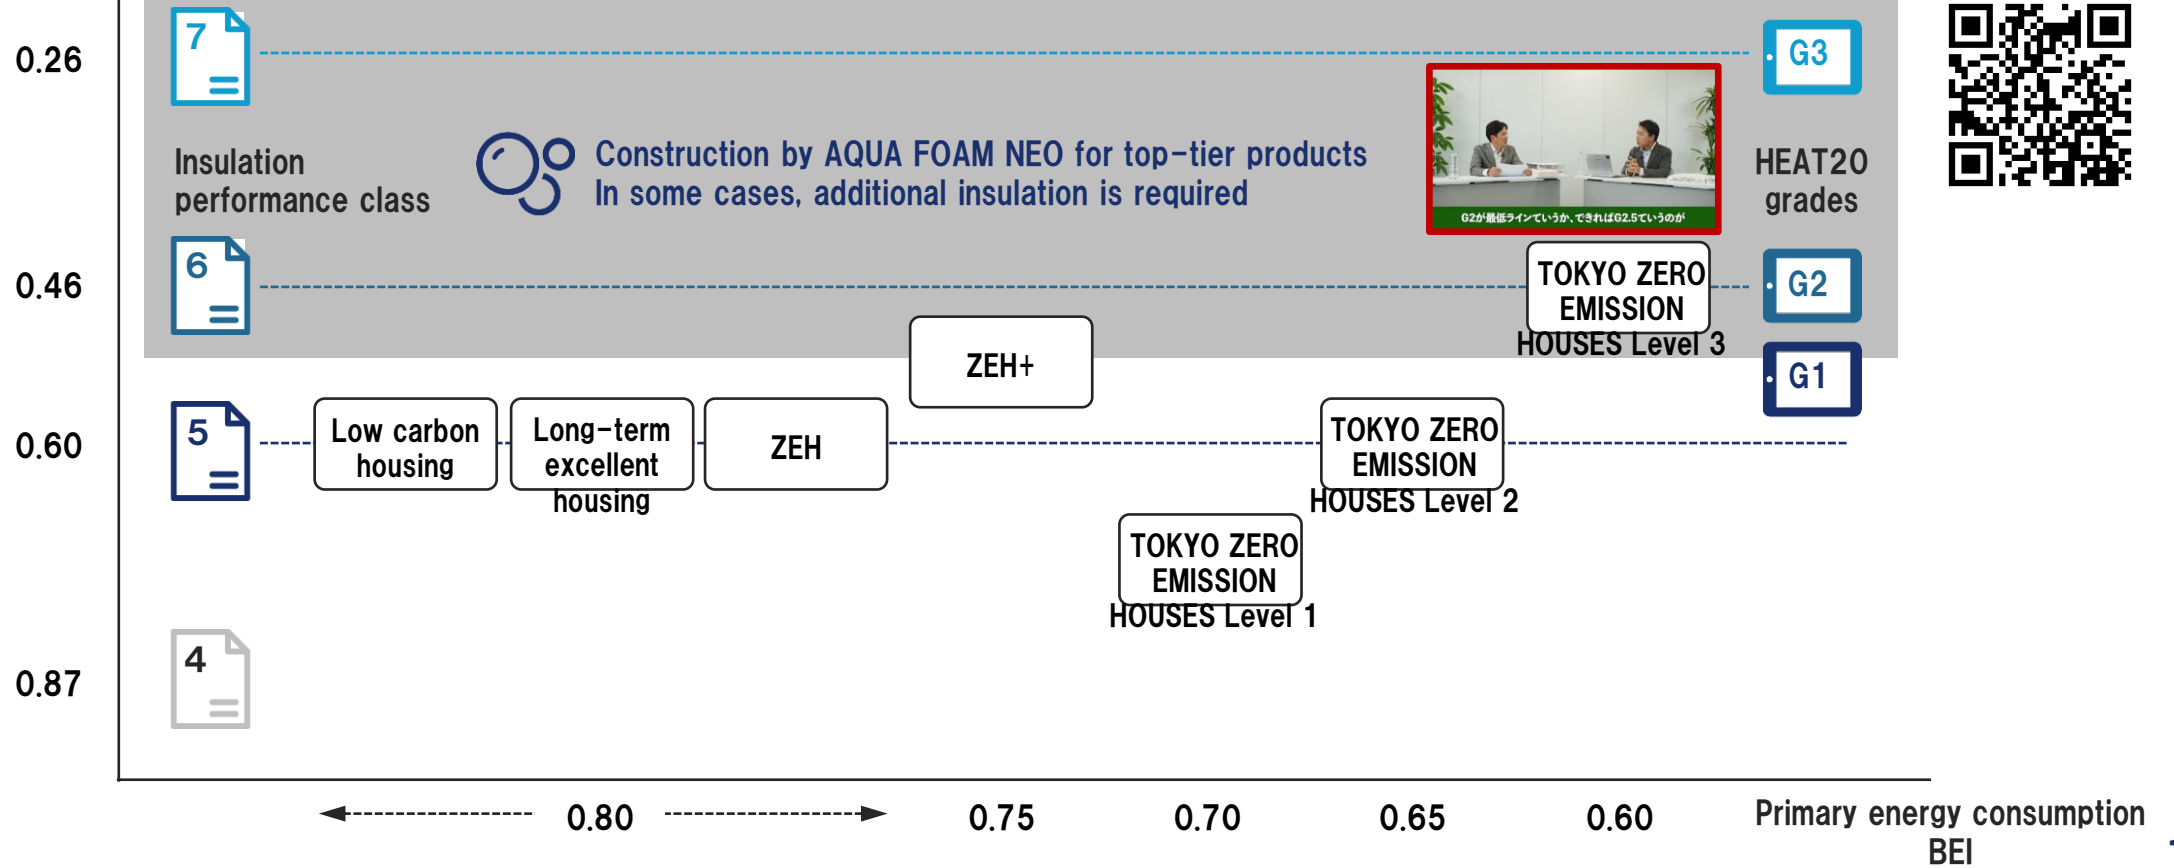 0.26
7
G3
Insulation
performance class
Construction by AQUA FOAM NEO for top-tier products
In some cases, additional insulation is required
G2が最低ラインていうか、できればG2.5ていうのが
HEAT20
grades
0.46
6
TOKYO ZERO
EMISSION
HOUSES Level 3
G2
ZEH+
G1
0.60
5
Low carbon
housing
Long-term
excellent
housing
ZEH
TOKYO ZERO
EMISSION
HOUSES Level 2
TOKYO ZERO
EMISSION
HOUSES Level 1
0.87
4
0.80
0.75
0.70
0.65
0.60
Primary energy consumption
BEI